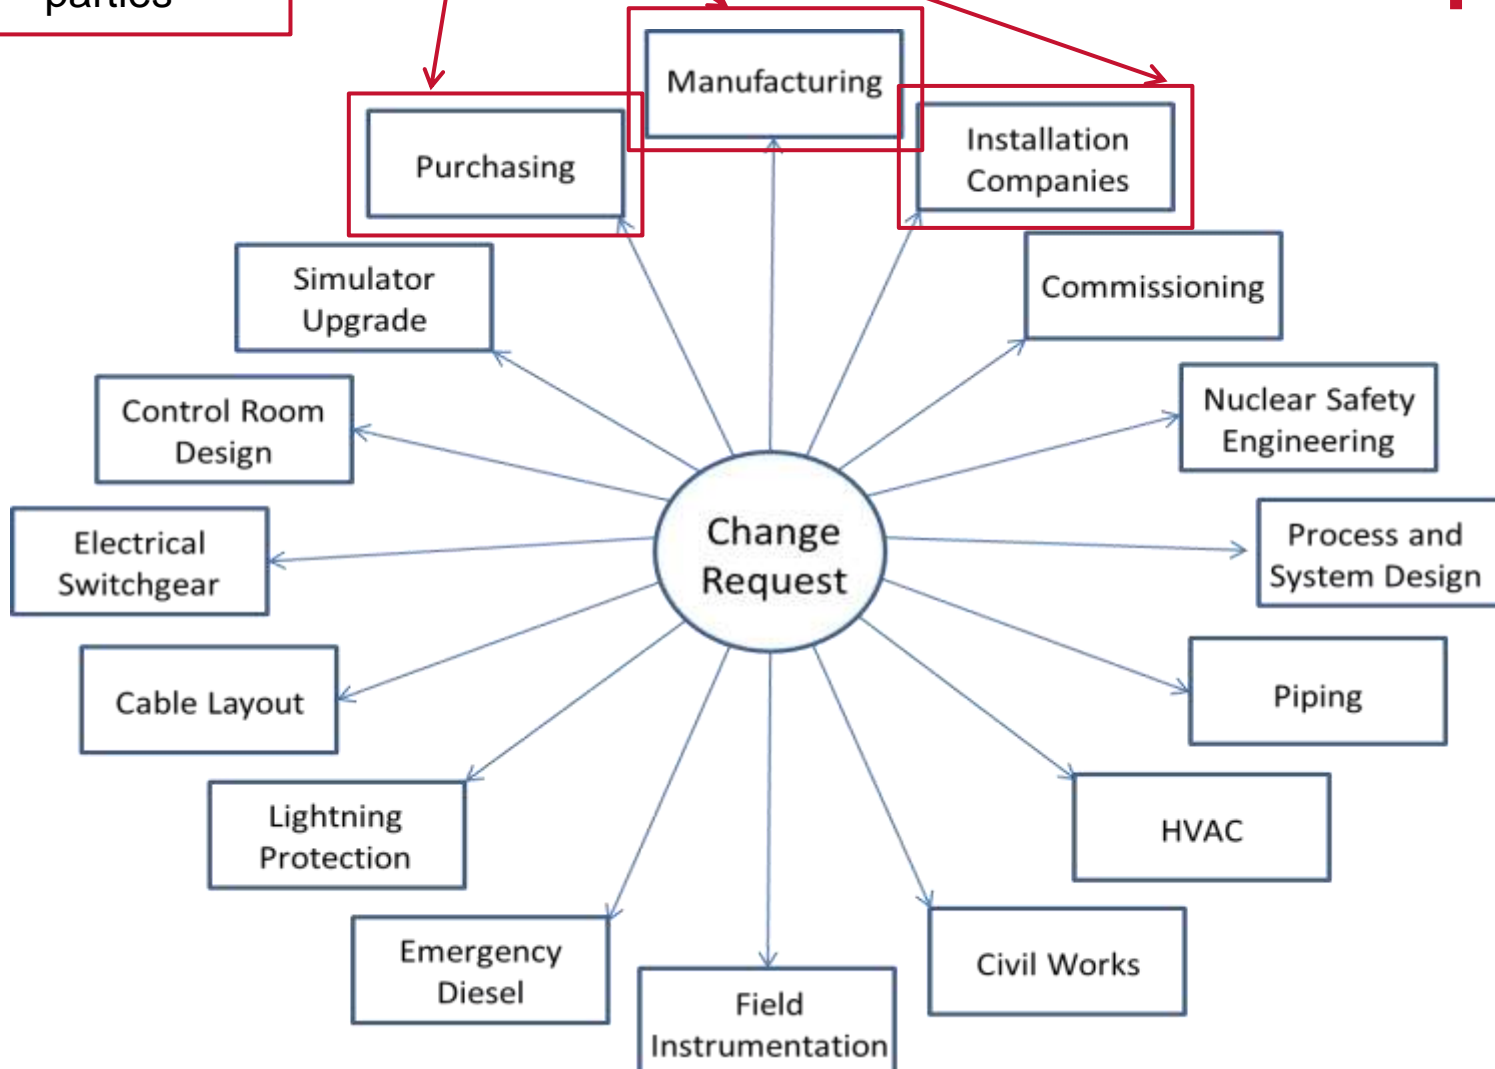 parties
Manufacturing
Purchasing
Installation
Companies
Simulator
Upgrade
Commissioning
Control Room
Design
Nuclear Safety
Engineering
Electrical
Switchgear
Change
Request
Process and
System Design
Cable Layout
Piping
Lightning
Protection
HVAC
Emergency
Diesel
Civil Works
Field
Instrumentation